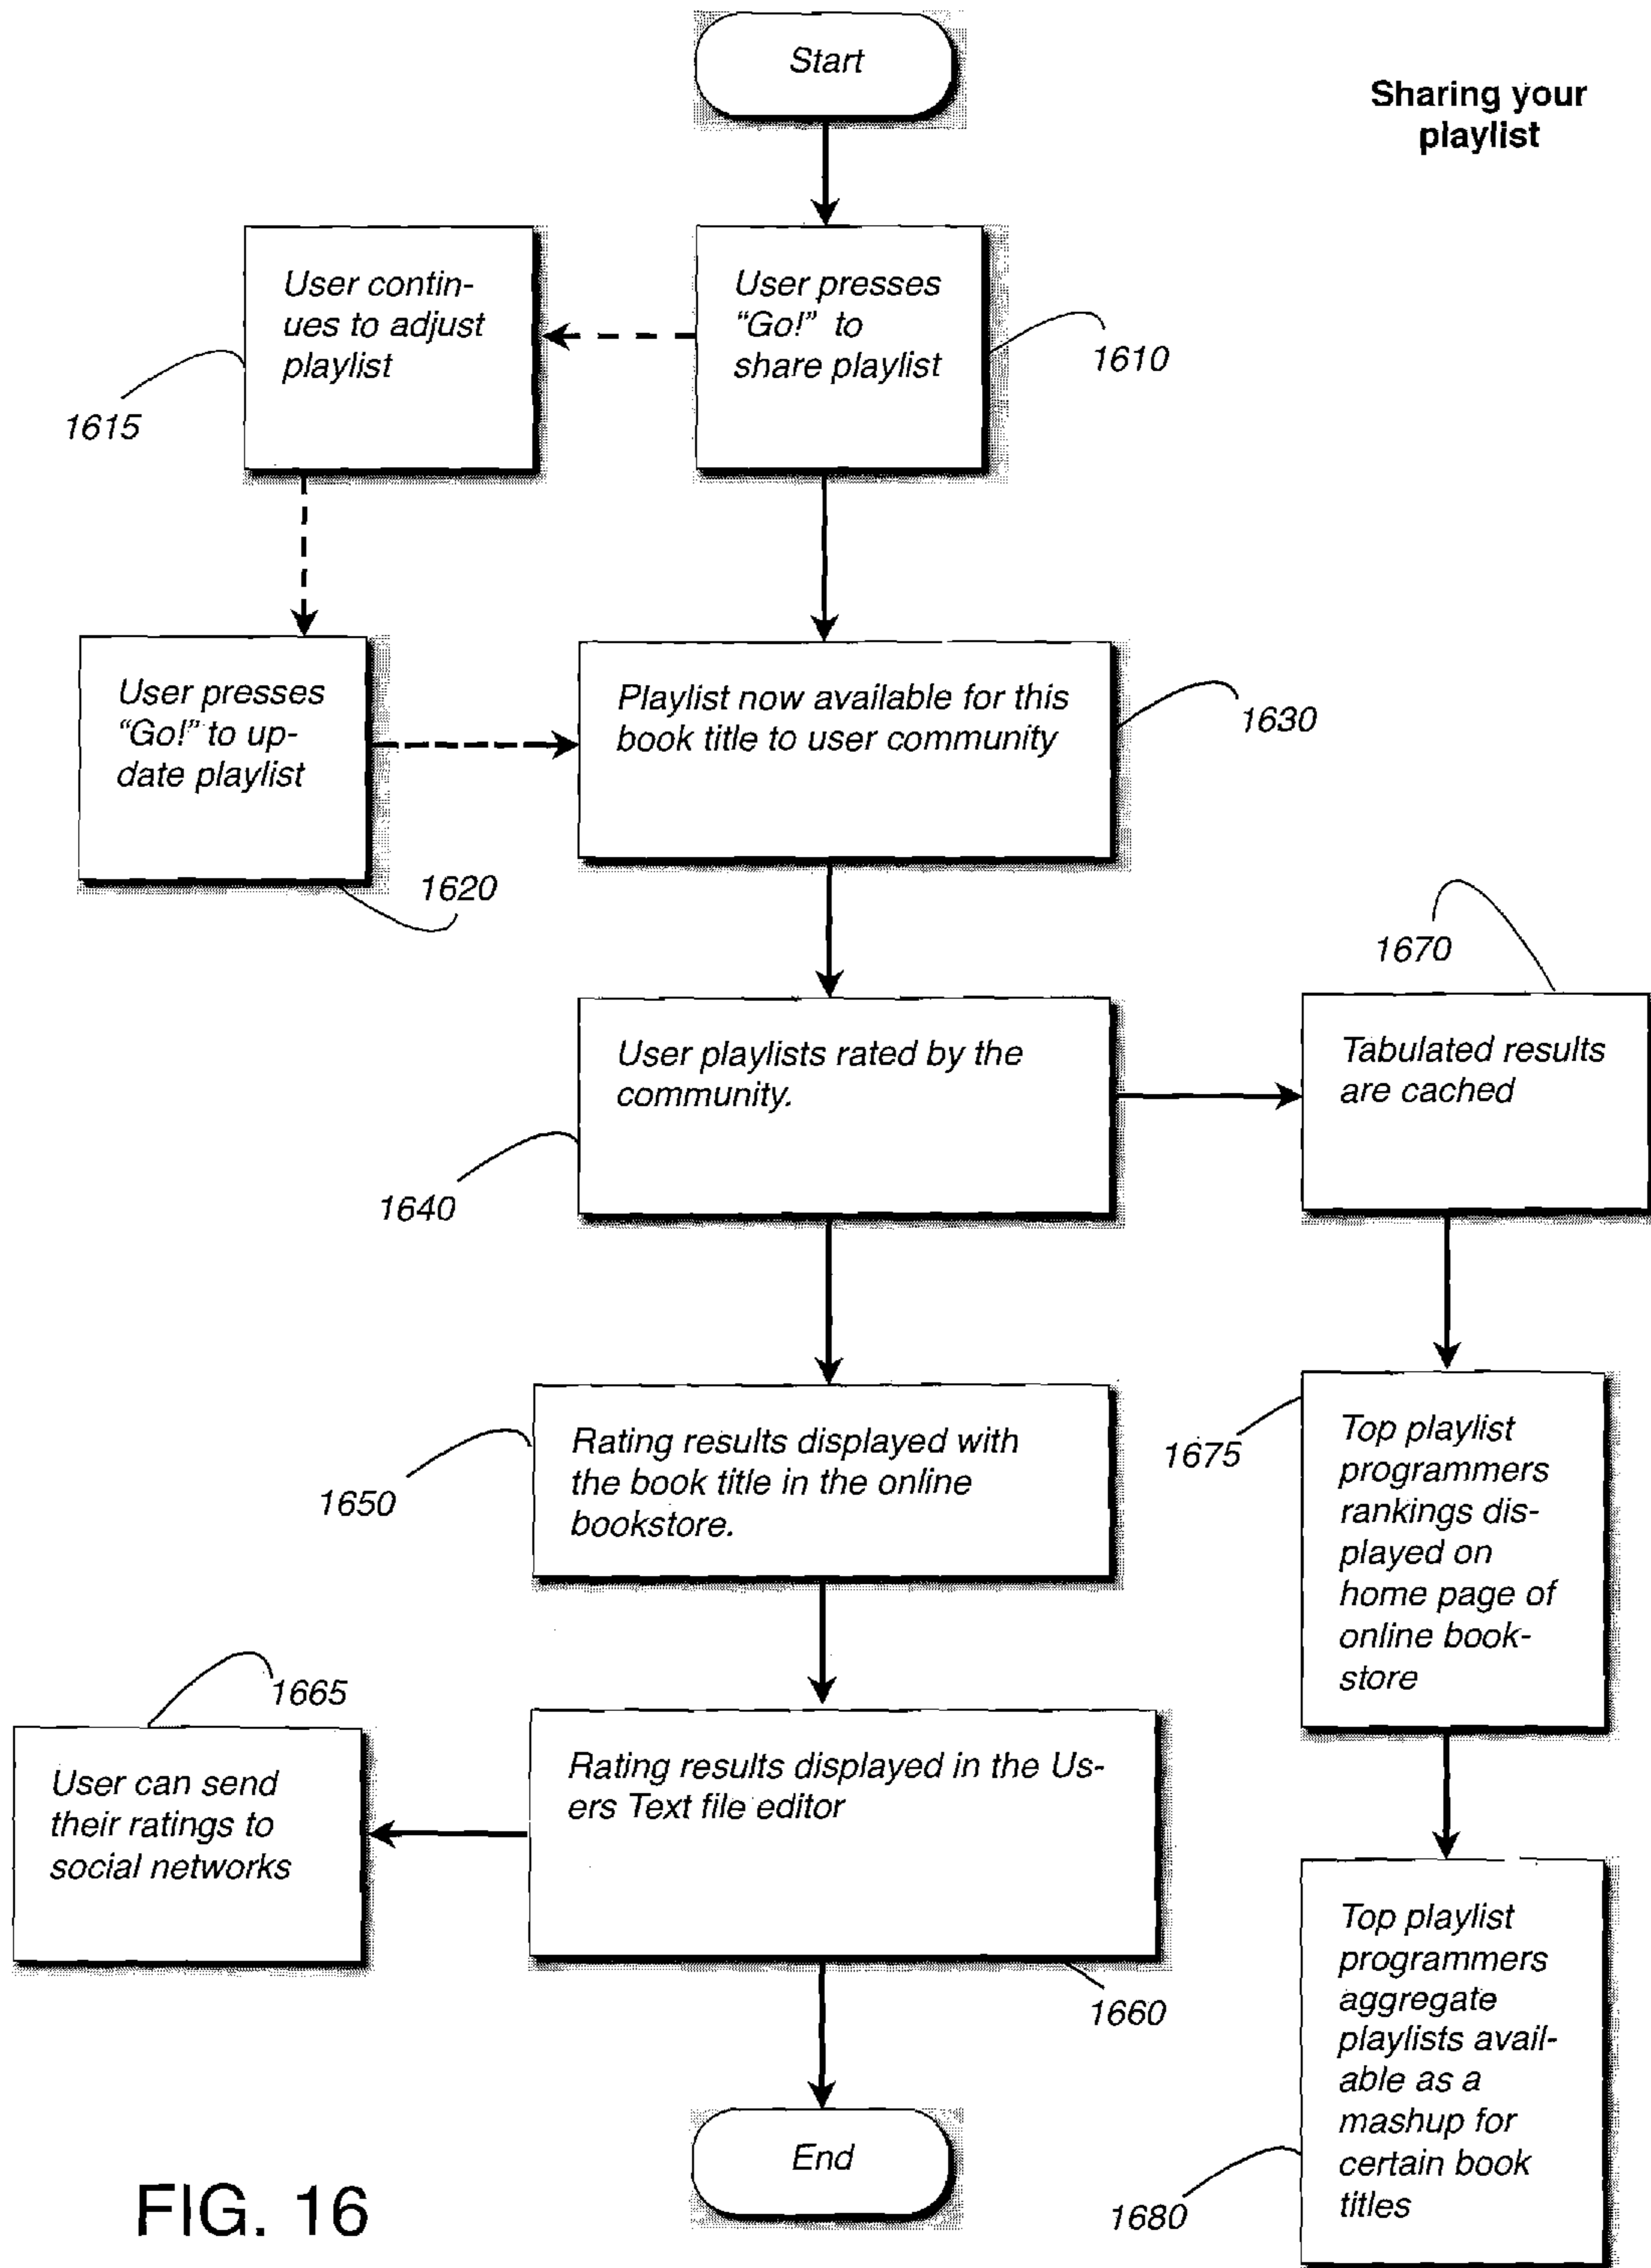 Start
Sharing your
playlist
User contin-
ues to adjust
playlist
User presses
“Go!” to
share playlist
1610
1615
User presses
“Go!” to up-
date playlist
1620
Playlist now available for this
book title to user community
1630
User playlists rated by the
community.
1640
1670
Tabulated results
are cached
Rating results displayed with
the book title in the online
bookstore.
1650
1675
Top playlist
programmers
rankings dis-
played on
home page of
online book-
store
1665
User can send
their ratings to
social networks
Rating results displayed in the Us-
ers Text file editor
1660
Top playlist
programmers
aggregate
playlists avail-
able as a
mashup for
certain book
titles
1680
End
FIG. 16